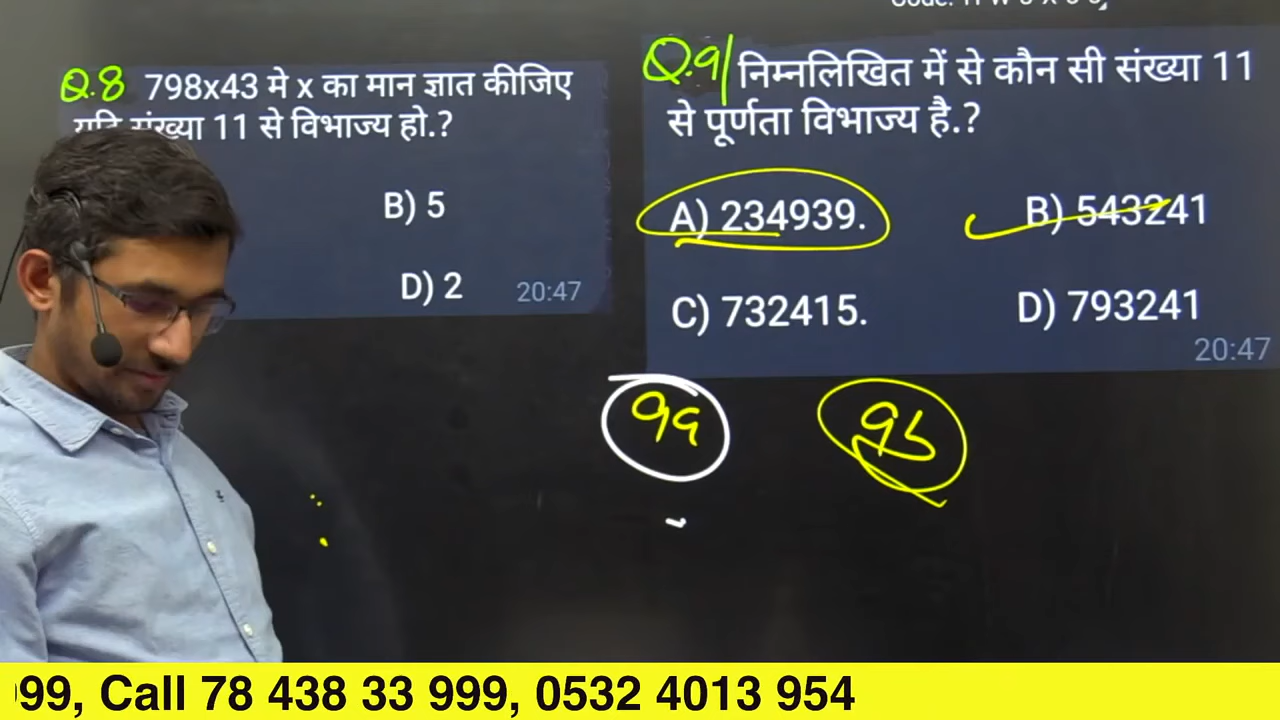 Q.8 798x43 मे x का मान ज्ञात कीजिए
संख्या 11 से विभाज्य हो.?
B) 5
D) 2
20:47
Q.9 निम्नलिखित में से कौन सी संख्या 11
से पूर्णता विभाज्य है.?
A) 234939.
B) 543241
C) 732415.
D) 793241
20:47
99, Call 78 438 33 999, 0532 4013 954